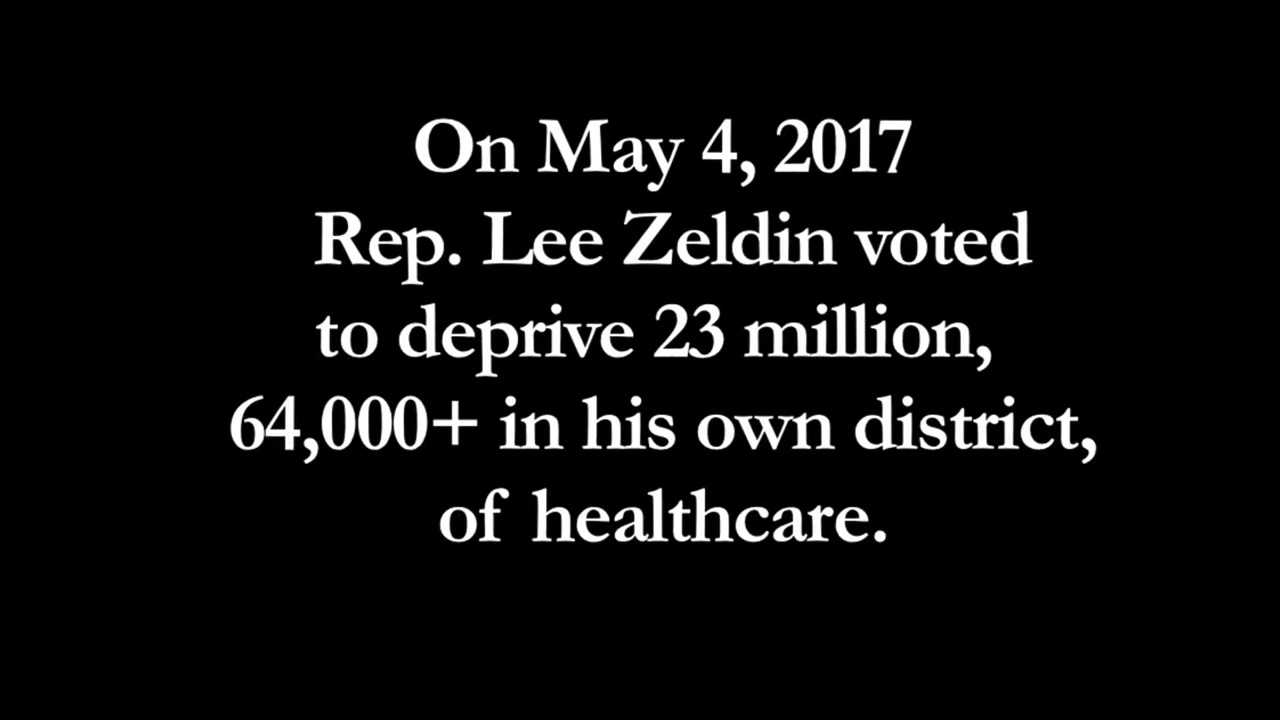 On May 4, 2017
Rep. Lee Zeldin voted
to deprive 23 million,
64,000+ in his own district,
of healthcare.